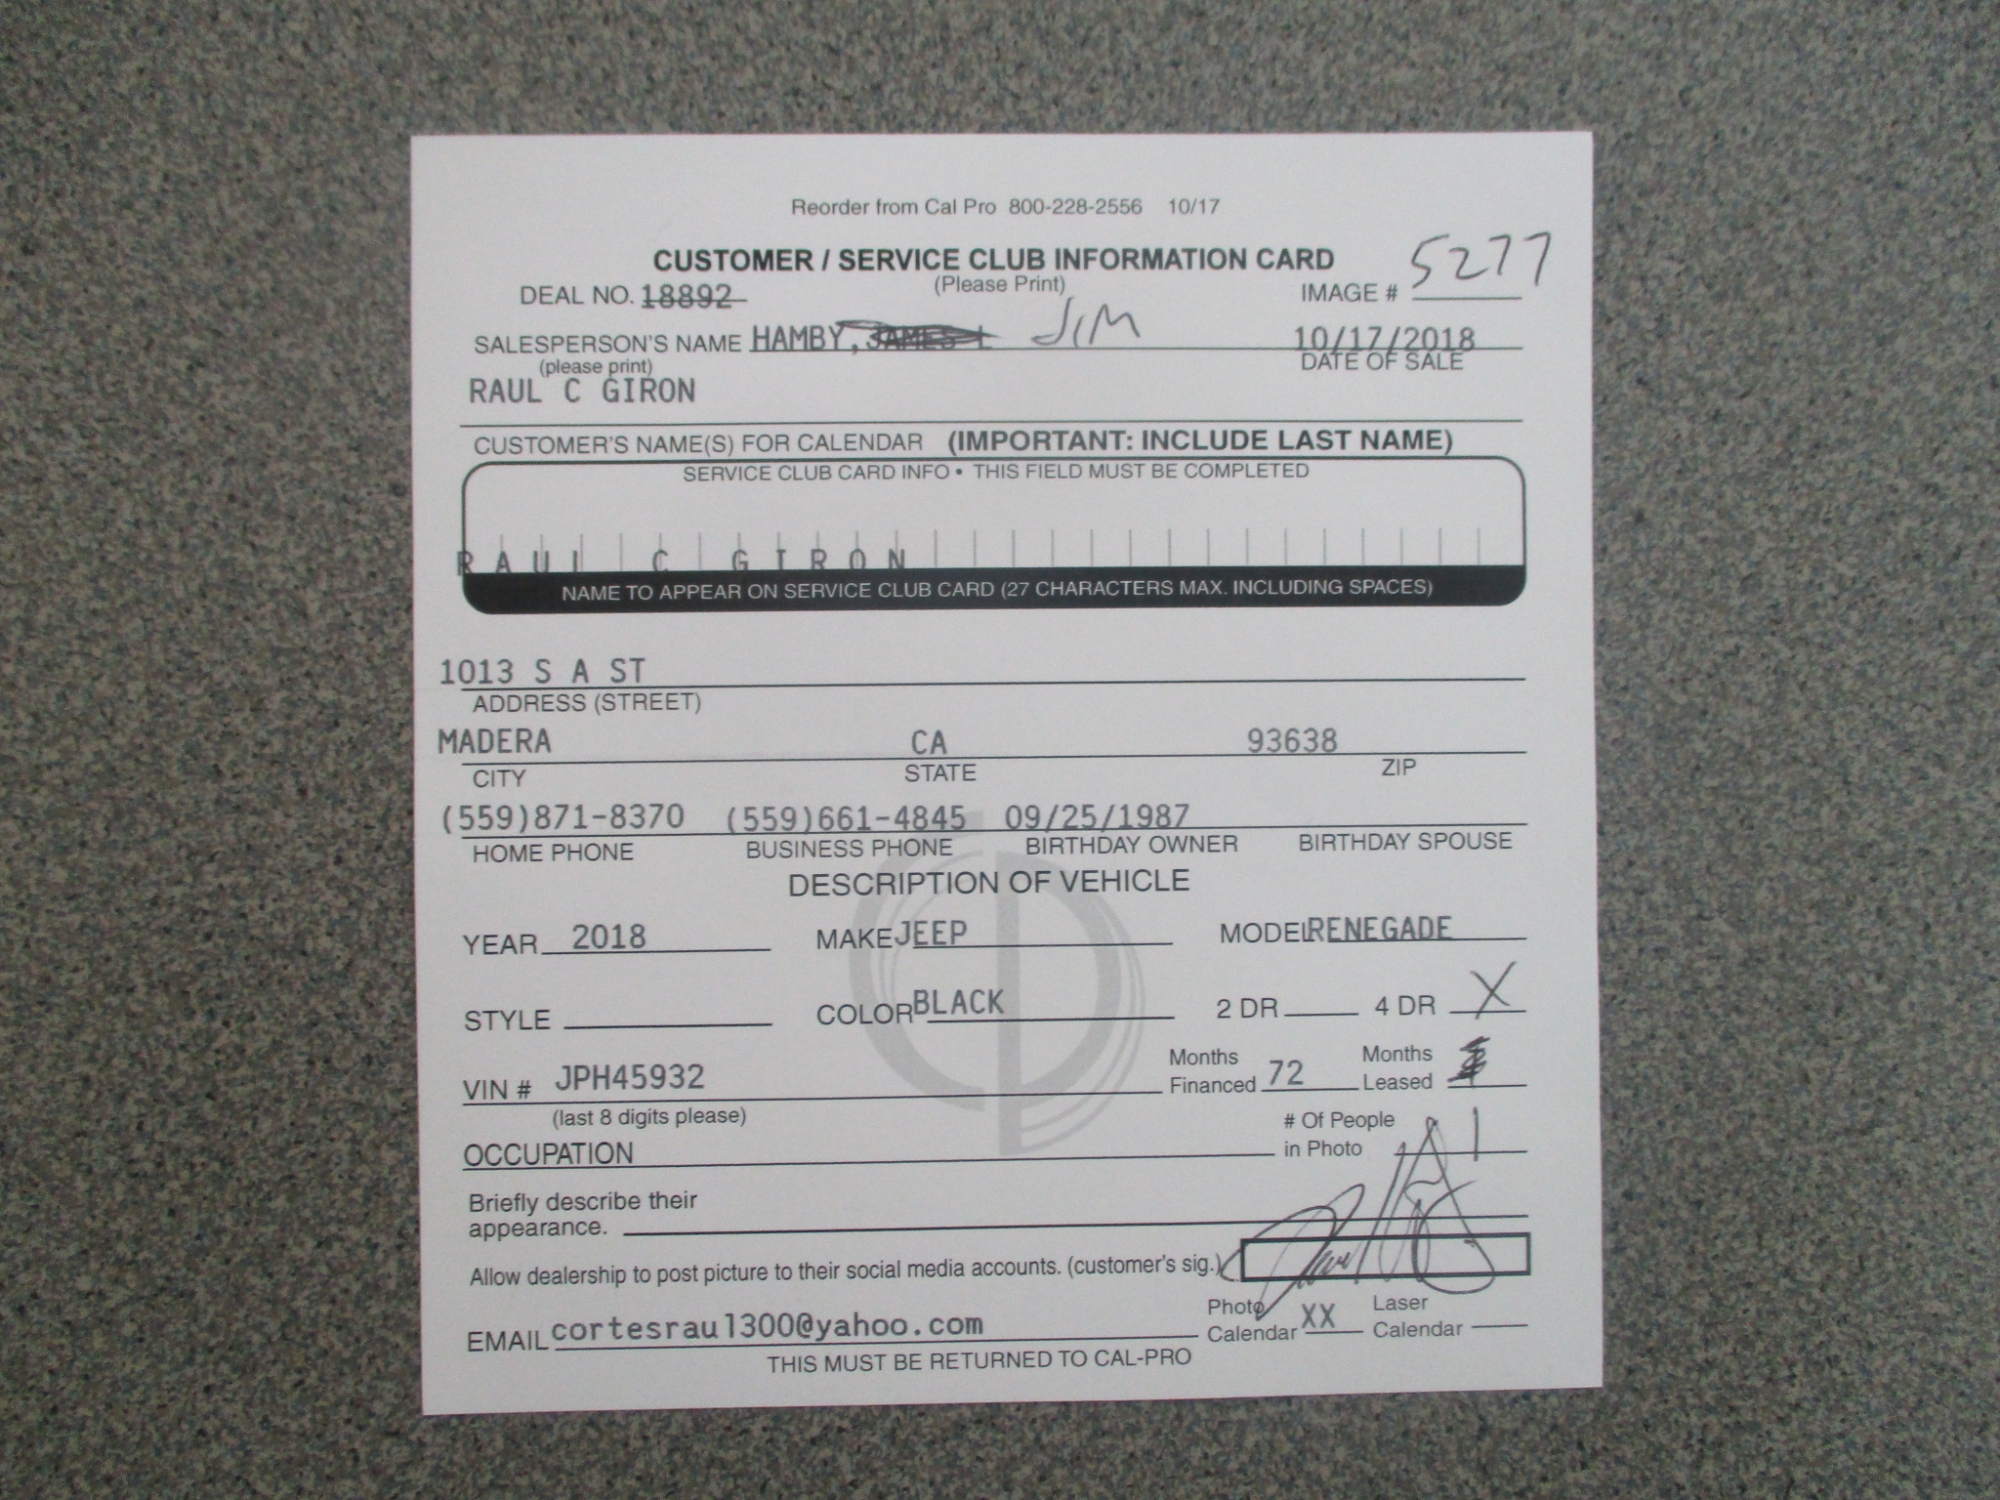 Reorder from Cal Pro 800-228-2556 10/17
CUSTOMER / SERVICE CLUB INFORMATION CARD 5277
DEAL NO. 18892 (Please Print) IMAGE #
SALESPERSON'S NAME HAMBY, JAMES L JIM 10/17/2018
(please print) DATE OF SALE
RAUL C GIRON
CUSTOMER'S NAME(S) FOR CALENDAR (IMPORTANT: INCLUDE LAST NAME)
SERVICE CLUB CARD INFO • THIS FIELD MUST BE COMPLETED
RAUL C GIRON
NAME TO APPEAR ON SERVICE CLUB CARD (27 CHARACTERS MAX. INCLUDING SPACES)
1013 S A ST
ADDRESS (STREET)
MADERA CA 93638
CITY STATE ZIP
(559)871-8370 (559)661-4845 09/25/1987
HOME PHONE BUSINESS PHONE BIRTHDAY OWNER BIRTHDAY SPOUSE
DESCRIPTION OF VEHICLE
YEAR 2018 MAKE JEEP MODEL RENEGADE
STYLE COLOR BLACK 2 DR 4 DR X
VIN # JPH45932 Months Financed 72 Months Leased
(last 8 digits please)
OCCUPATION # Of People in Photo 1
Briefly describe their
appearance.
Allow dealership to post picture to their social media accounts. (customer's sig.)
EMAIL cortesraul300@yahoo.com Photo Calendar XX Laser Calendar
THIS MUST BE RETURNED TO CAL-PRO